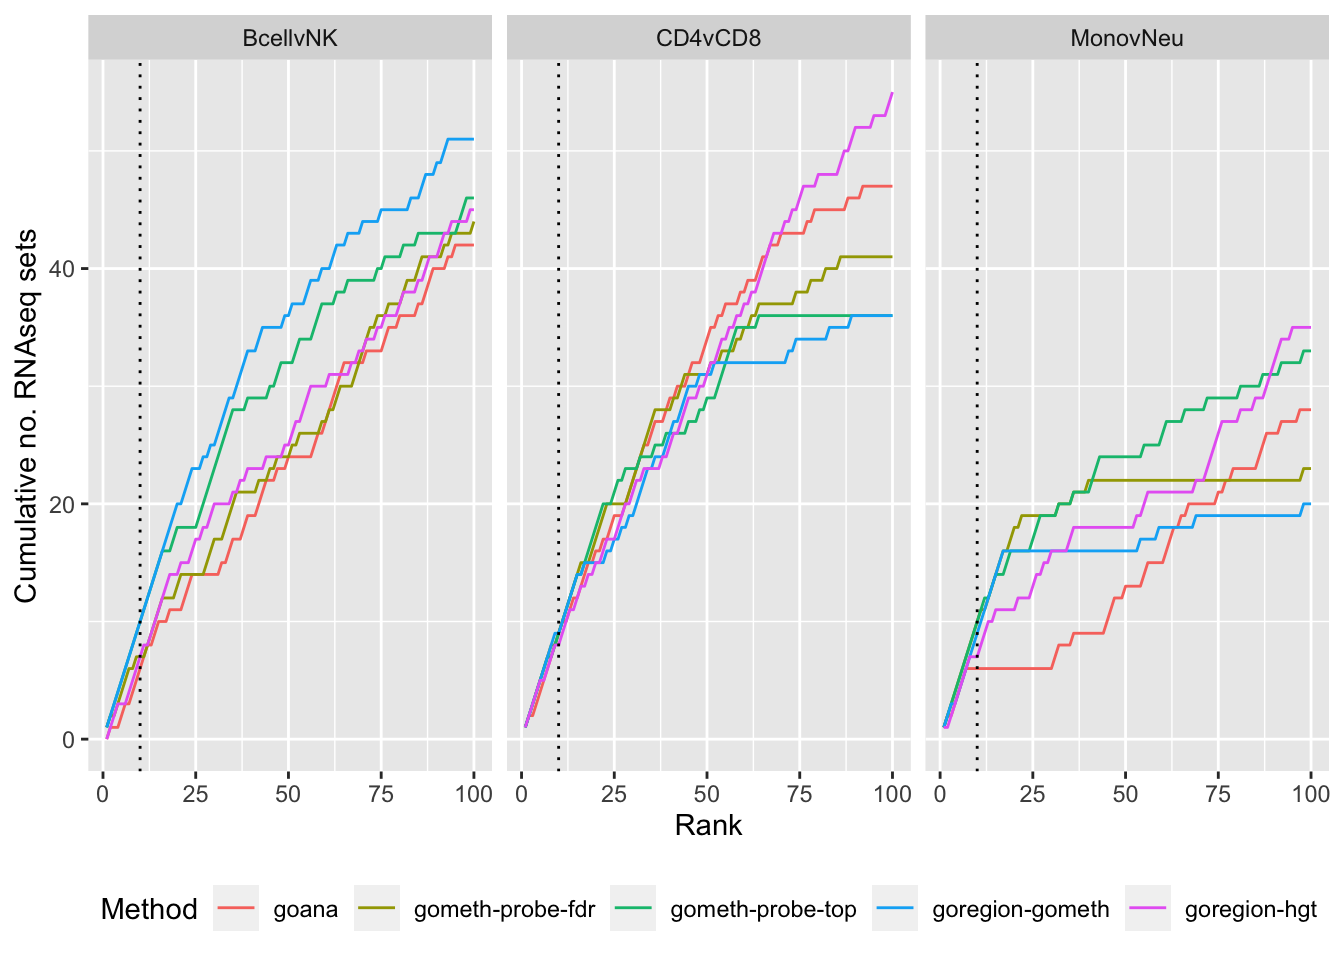 BcellvNK CD4vCD8 MonovNeu
Cumulative no. RNAseq sets
40
20
0
0 25 50 75 100 0 25 50 75 100 0 25 50 75 100
Rank
Method goana gometh-probe-fdr gometh-probe-top goregion-gometh goregion-hgt